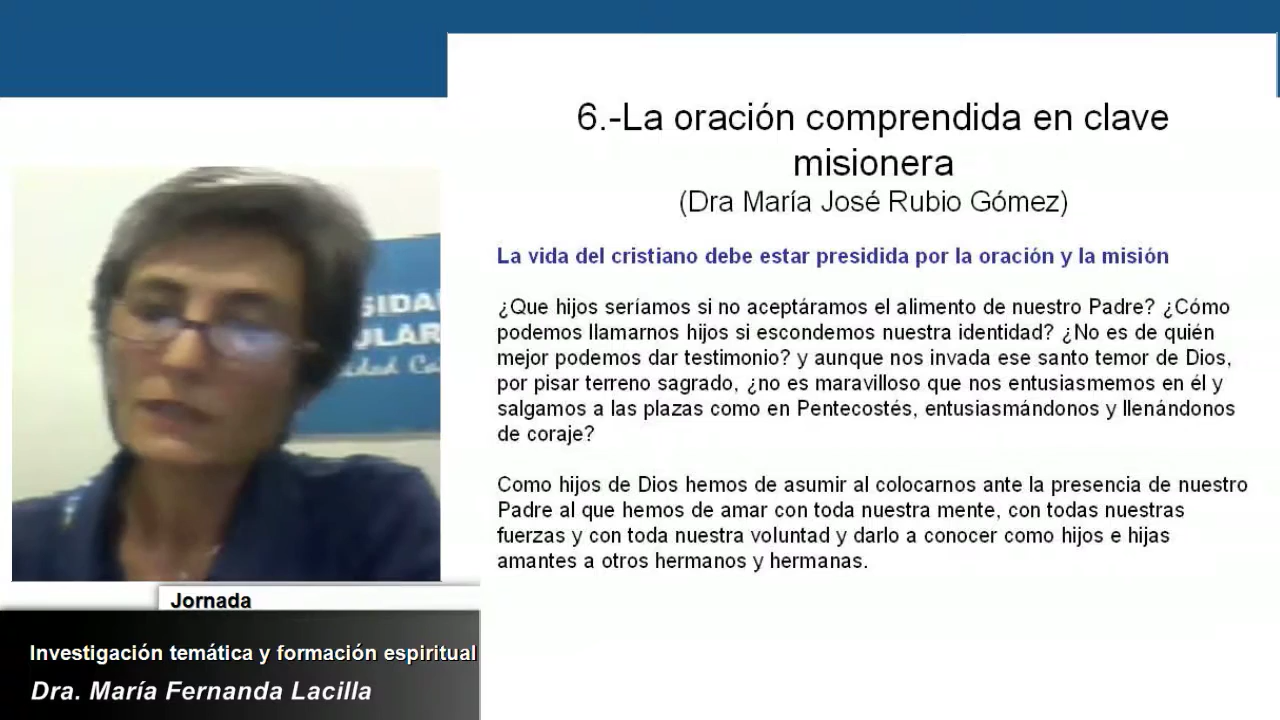 6.-La oración comprendida en clave
misionera
(Dra María José Rubio Gómez)
La vida del cristiano debe estar presidida por la oración y la misión
¿Que hijos seríamos si no aceptáramos el alimento de nuestro Padre? ¿Cómo
podemos llamarnos hijos si escondemos nuestra identidad? ¿No es de quién
mejor podemos dar testimonio? y aunque nos invada ese santo temor de Dios,
por pisar terreno sagrado, ¿no es maravilloso que nos entusiasmemos en él y
salgamos a las plazas como en Pentecostés, entusiasmándonos y llenándonos
de coraje?
Como hijos de Dios hemos de asumir al colocarnos ante la presencia de nuestro
Padre al que hemos de amar con toda nuestra mente, con todas nuestras
fuerzas y con toda nuestra voluntad y darlo a conocer como hijos e hijas
amantes a otros hermanos y hermanas.
Jornada
Investigación temática y formación espiritual
Dra. María Fernanda Lacilla